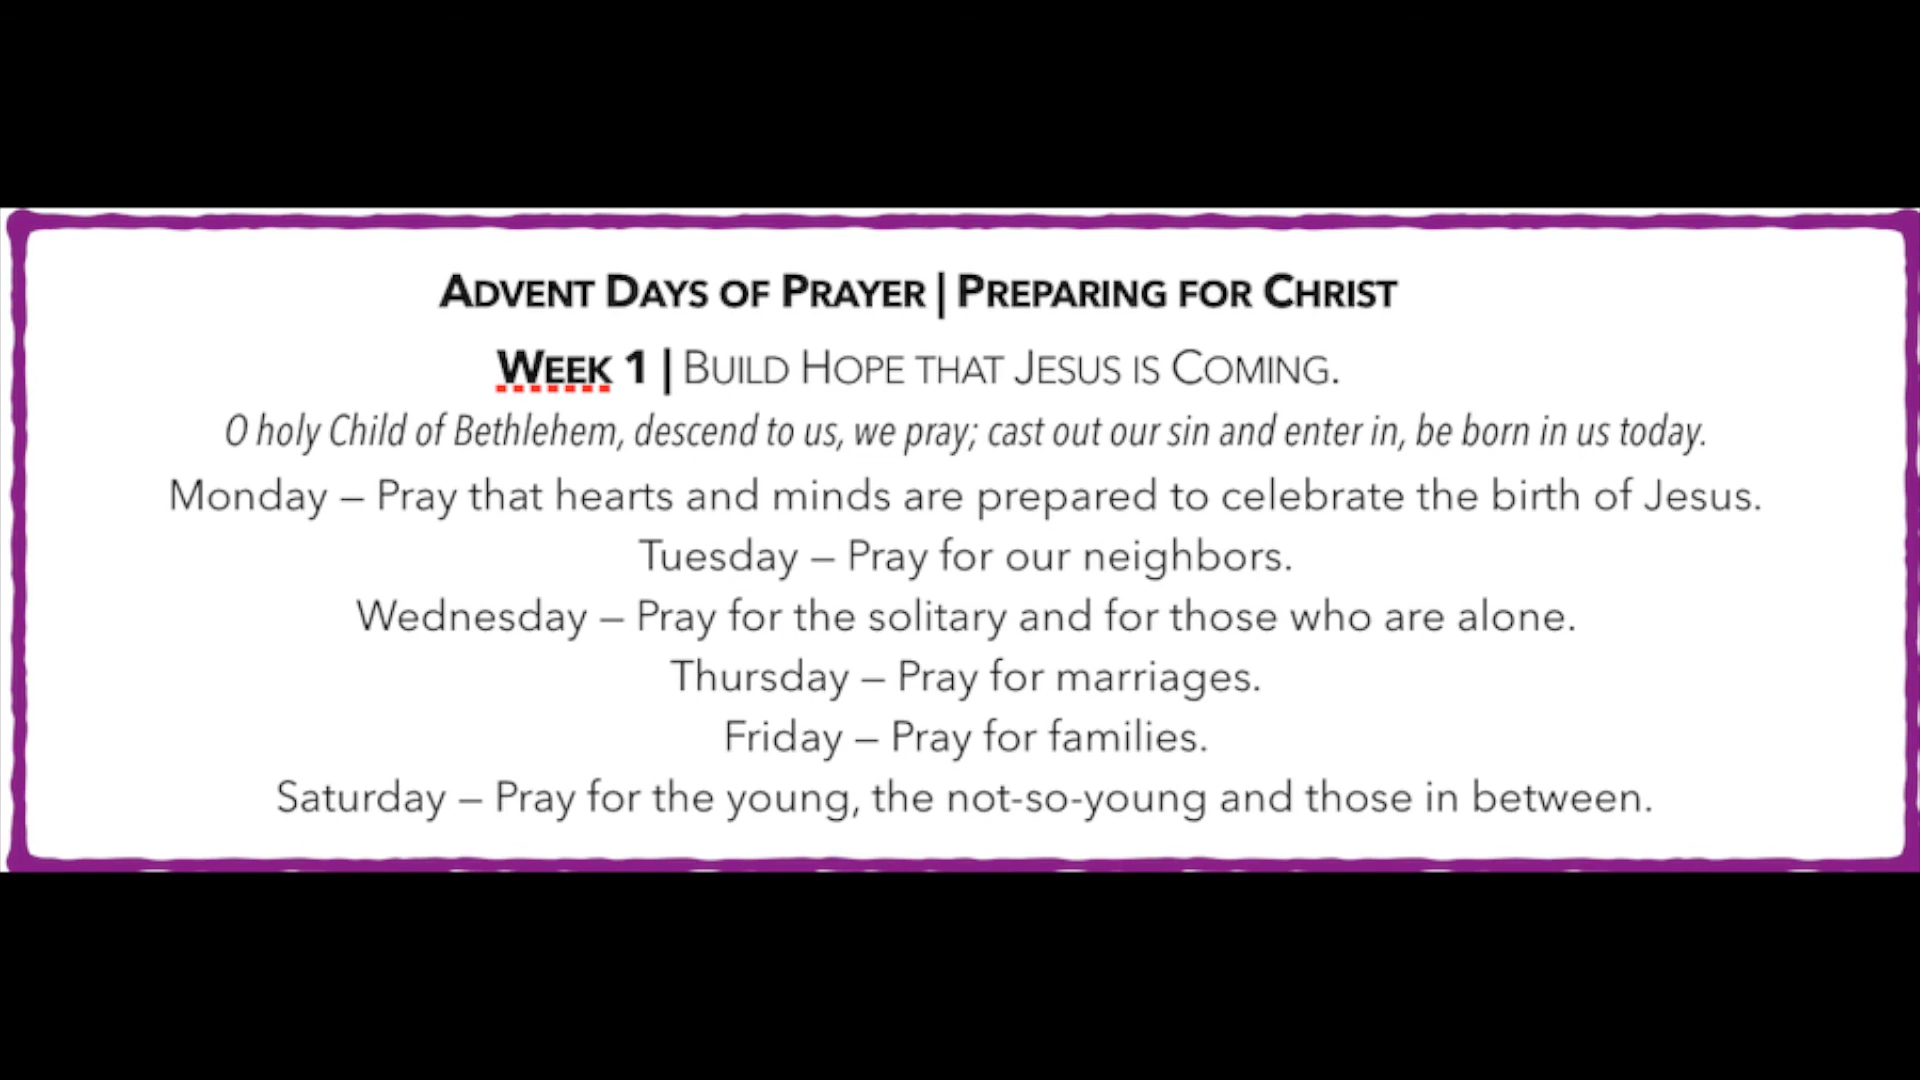 ADVENT DAYS OF PRAYER | PREPARING FOR CHRIST
WEEK 1 | BUILD HOPE THAT JESUS IS COMING.
O holy Child of Bethlehem, descend to us, we pray; cast out our sin and enter in, be born in us today.
Monday – Pray that hearts and minds are prepared to celebrate the birth of Jesus.
Tuesday – Pray for our neighbors.
Wednesday – Pray for the solitary and for those who are alone.
Thursday – Pray for marriages.
Friday – Pray for families.
Saturday – Pray for the young, the not-so-young and those in between.